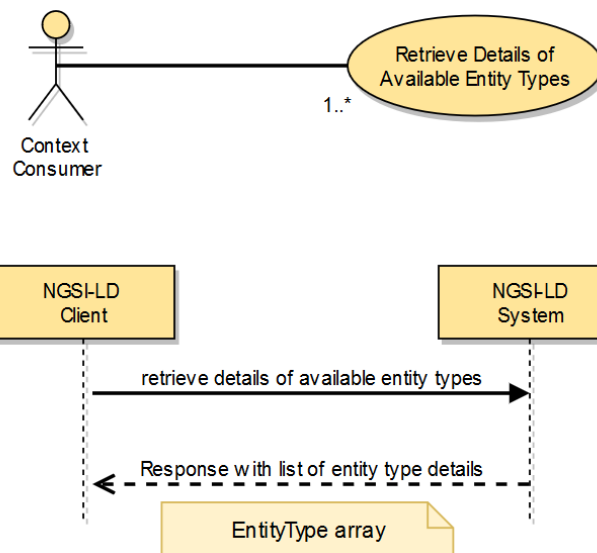 Retrieve Details of
Available Entity Types
1..*
Context
Consumer
NGSI-LD
Client
NGSI-LD
System
retrieve details of available entity types
Response with list of entity type details
EntityType array